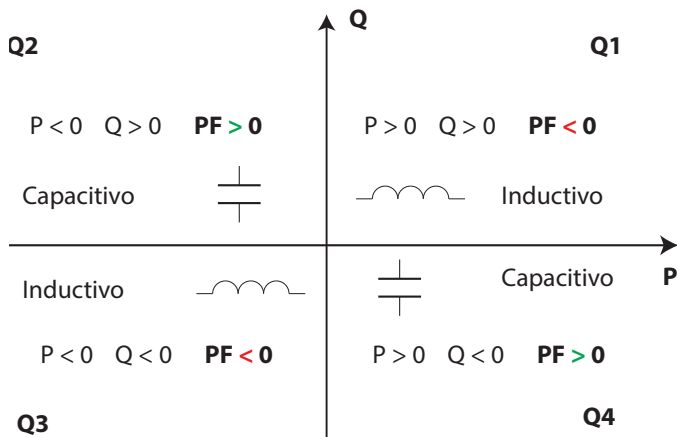 Q
Q2 Q1
P < 0 Q > 0 PF > 0 P > 0 Q > 0 PF < 0
Capacitivo Inductivo
Inductivo Capacitivo P
P < 0 Q < 0 PF < 0 P > 0 Q < 0 PF > 0
Q3 Q4